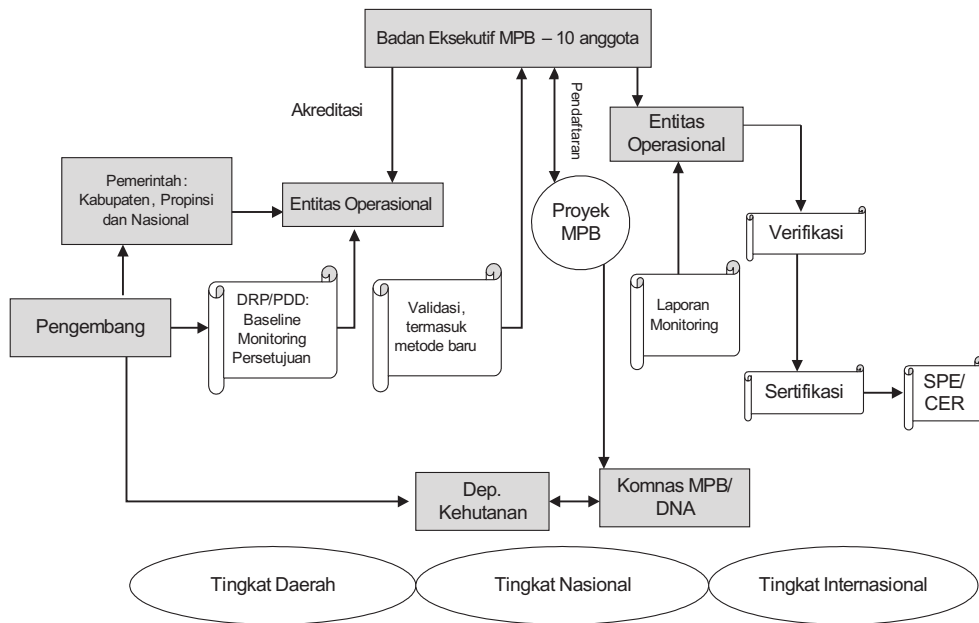 Badan Eksekutif MPB – 10 anggota
Akreditasi
Pendaftaran
Entitas
Operasional
Pemerintah:
Kabupaten, Propinsi
dan Nasional
Entitas Operasional
Proyek
MPB
Verifikasi
Pengembang
DRP/PDD:
Baseline
Monitoring
Persetujuan
Validasi,
termasuk
metode baru
Laporan
Monitoring
Sertifikasi
SPE/
CER
Dep.
Kehutanan
Komnas MPB/
DNA
Tingkat Daerah
Tingkat Nasional
Tingkat Internasional